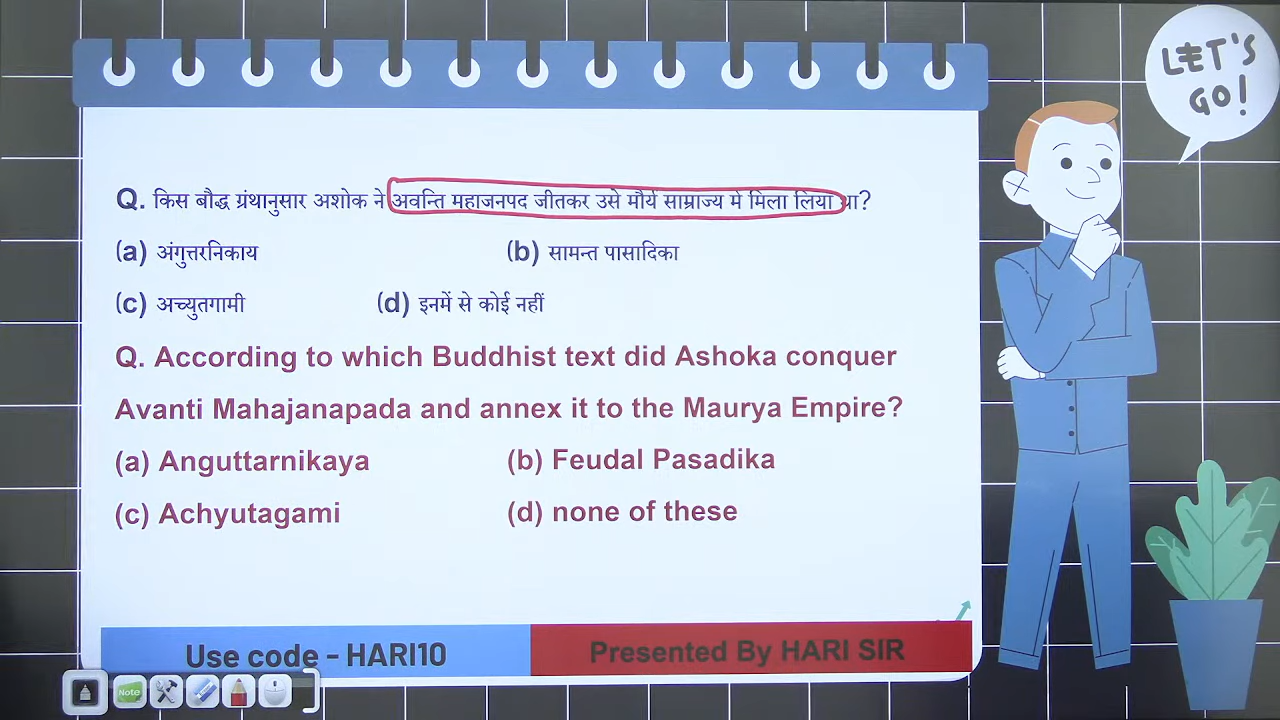 LET'S
GO!
Q. किस बौद्ध ग्रंथानुसार अशोक ने अवन्ति महाजनपद जीतकर उसे मौर्य साम्राज्य मे मिला लिया था?
(a) अंगुत्तरनिकाय (b) सामन्त पासादिका
(c) अच्युतगामी (d) इनमें से कोई नहीं
Q. According to which Buddhist text did Ashoka conquer
Avanti Mahajanapada and annex it to the Maurya Empire?
(a) Anguttarnikaya (b) Feudal Pasadika
(c) Achyutagami (d) none of these
Use code - HARI10 Presented By HARI SIR
Note